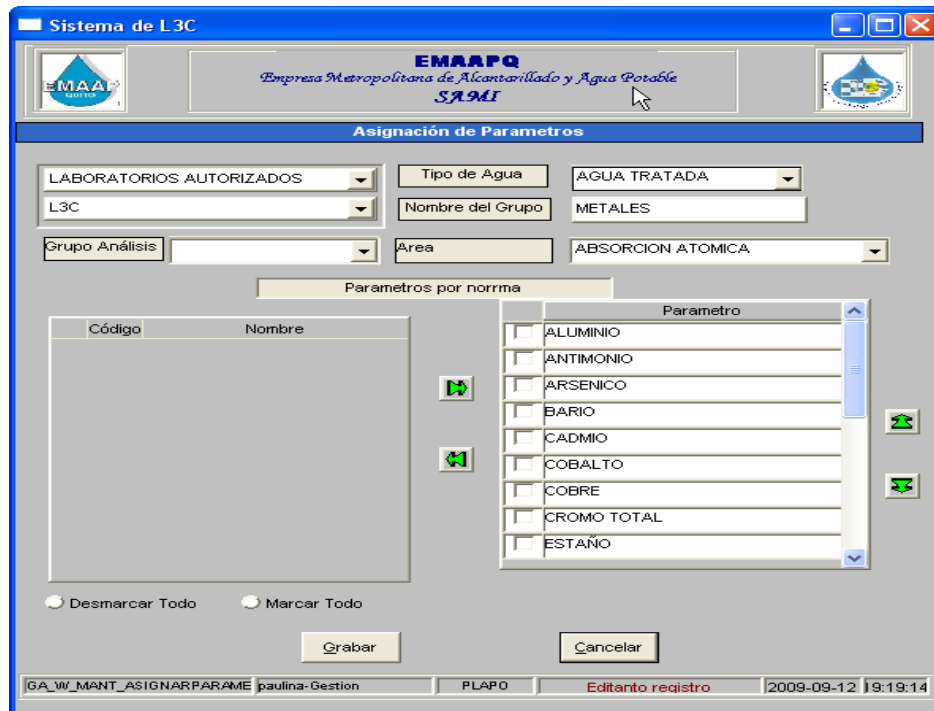 Sistema de L3C
EMAAPQ
Empresa Metropolitana de Alcantarillado y Agua Potable
SAMI
EMAAP
QUITO
Asignación de Parametros
LABORATORIOS AUTORIZADOS
Tipo de Agua
AGUA TRATADA
L3C
Nombre del Grupo
METALES
Grupo Análisis
Area
ABSORCION ATOMICA
Parametros por norrma
Código Nombre
Parametro
ALUMINIO
ANTIMONIO
ARSENICO
BARIO
CADMIO
COBALTO
COBRE
CROMO TOTAL
ESTAÑO
Desmarcar Todo
Marcar Todo
Grabar
Cancelar
GA_W_MANT_ASIGNARPARAME paulina-Gestion PLAPO Editanto registro 2009-09-12 19:19:14